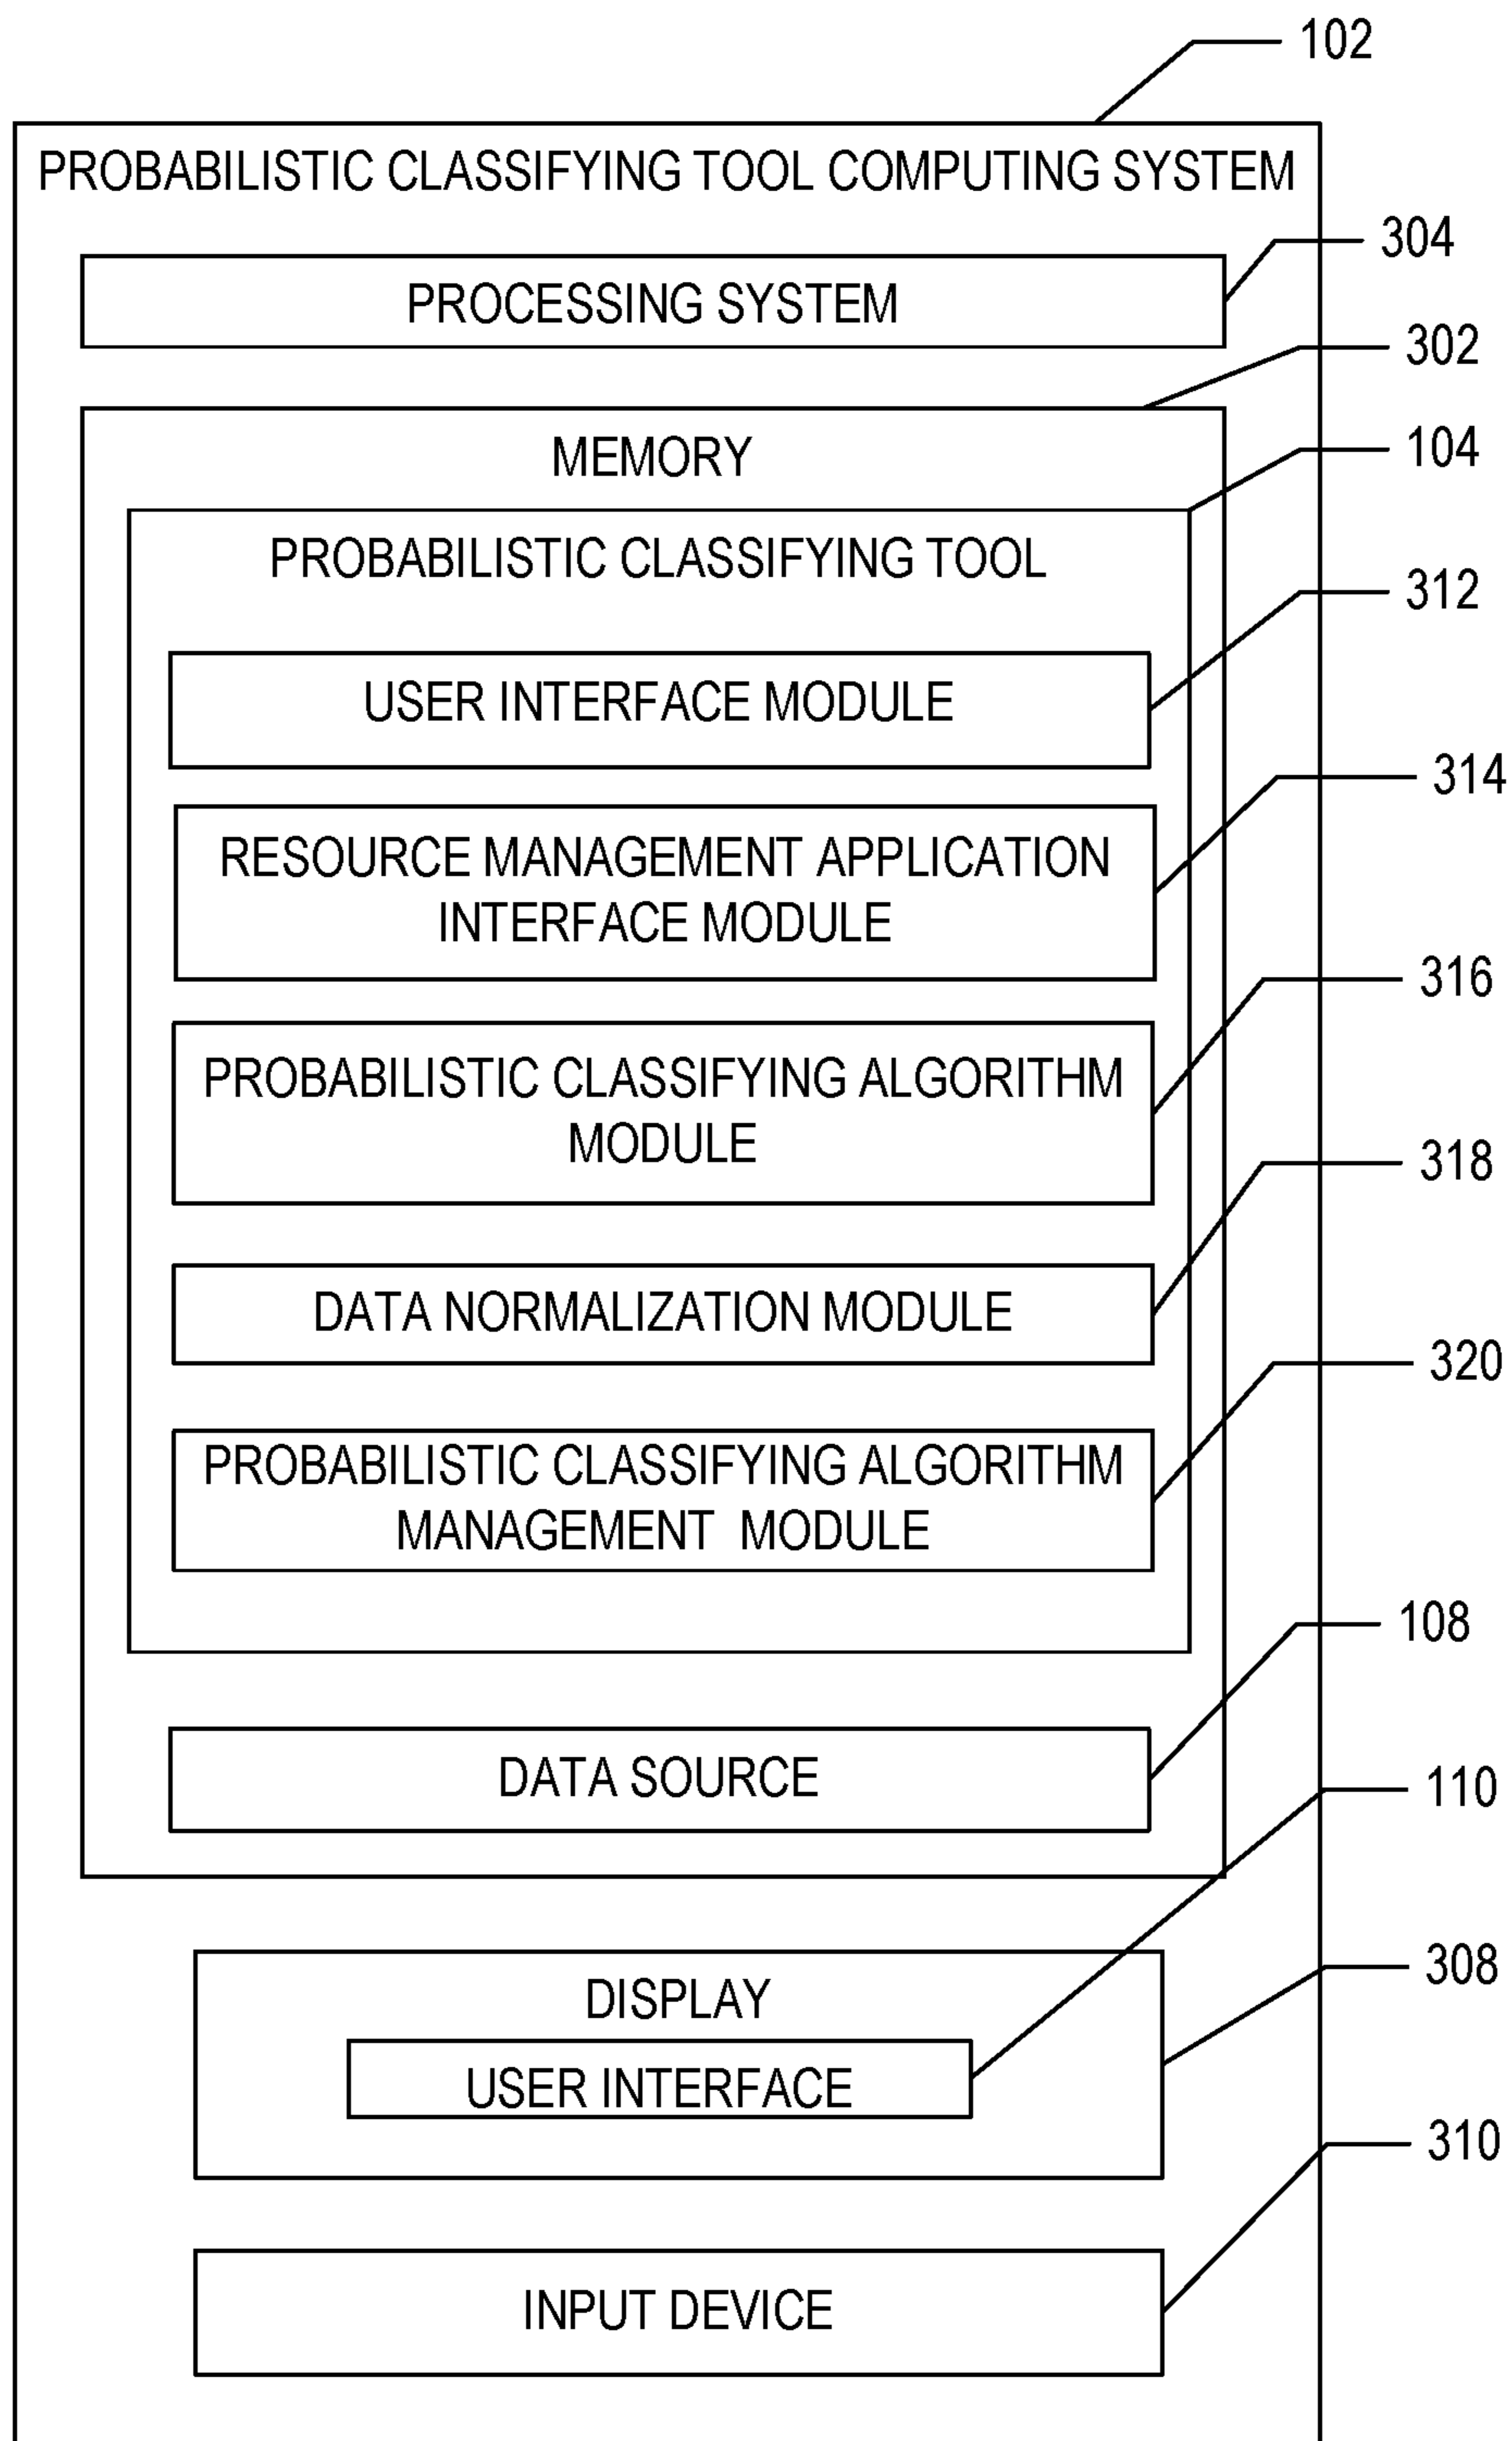 102
PROBABILISTIC CLASSIFYING TOOL COMPUTING SYSTEM
304
PROCESSING SYSTEM
302
MEMORY
104
PROBABILISTIC CLASSIFYING TOOL
312
USER INTERFACE MODULE
314
RESOURCE MANAGEMENT APPLICATION
INTERFACE MODULE
316
PROBABILISTIC CLASSIFYING ALGORITHM
MODULE
318
DATA NORMALIZATION MODULE
320
PROBABILISTIC CLASSIFYING ALGORITHM
MANAGEMENT MODULE
108
DATA SOURCE
110
308
DISPLAY
USER INTERFACE
310
INPUT DEVICE